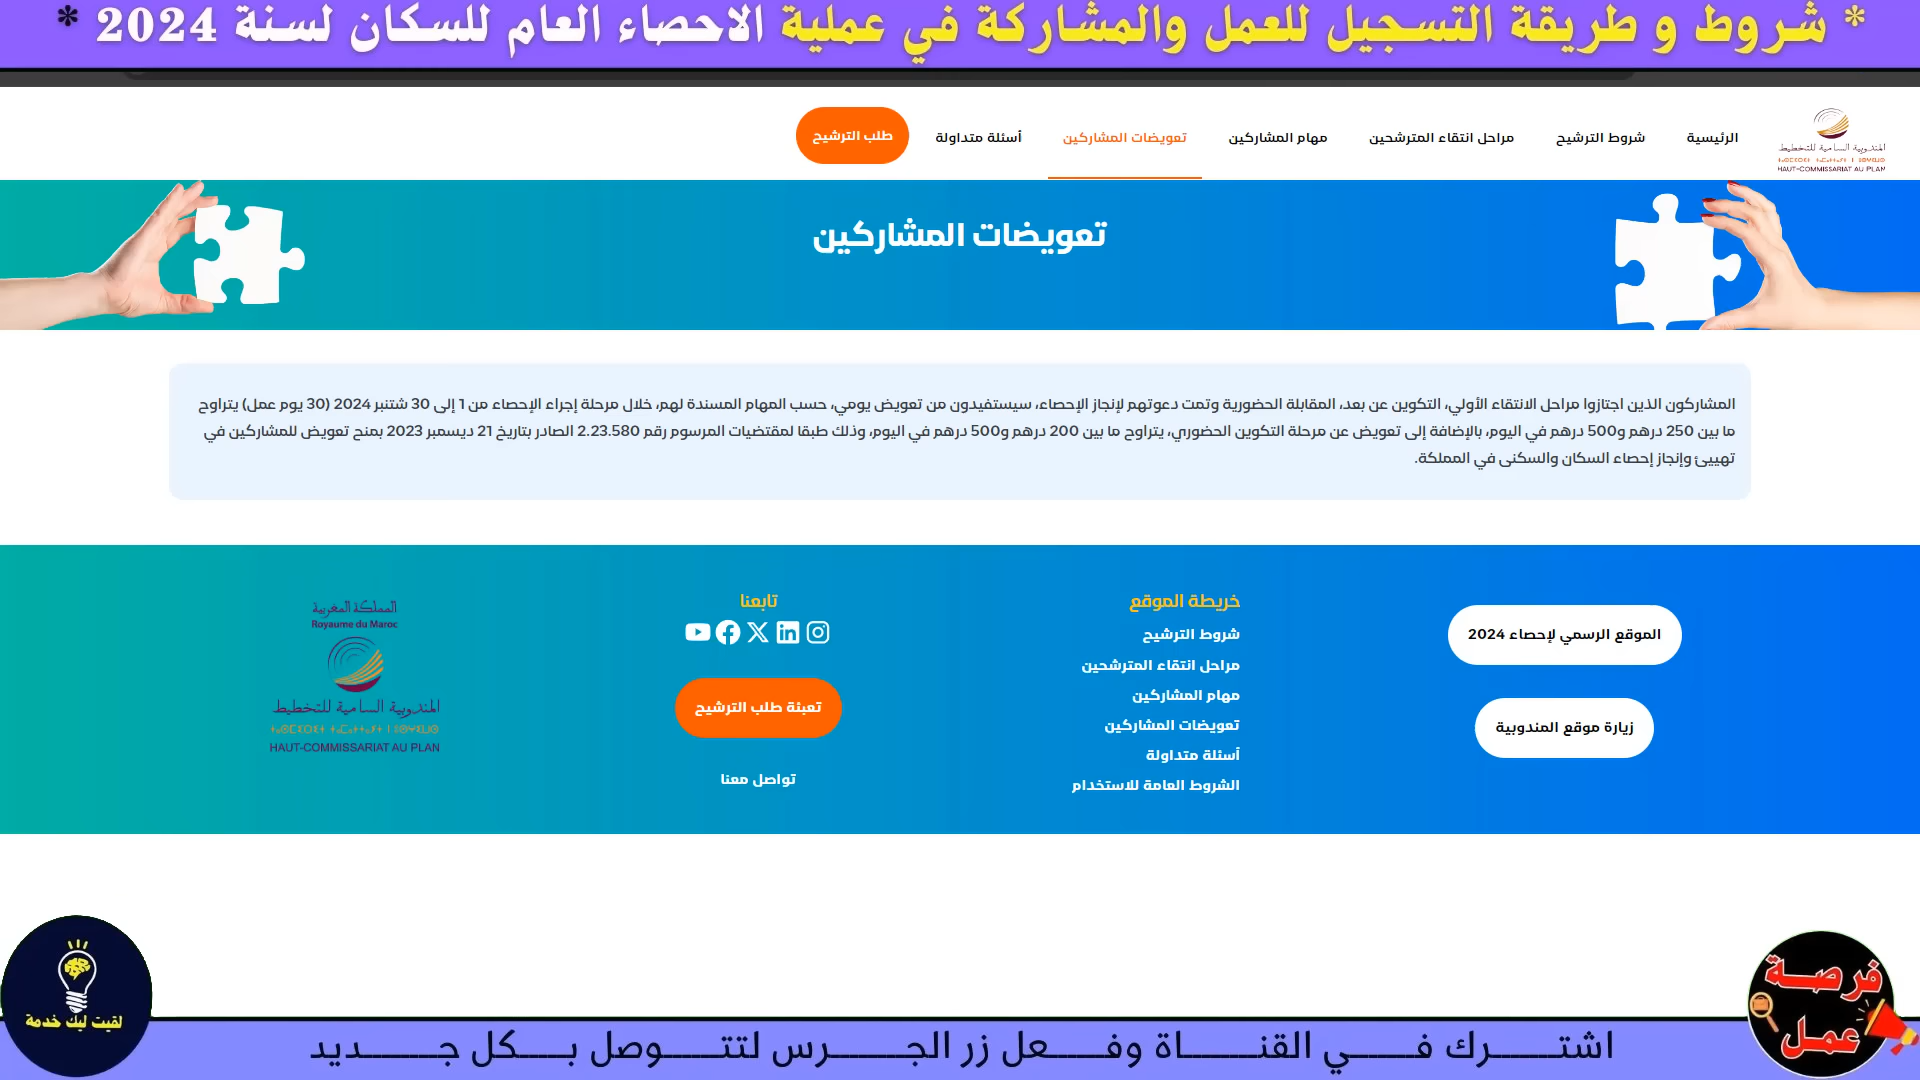 * شروط و طريقة التسجيل للعمل والمشاركة في عملية الاحصاء العام للسكان لسنة 2024 *
الرئيسية
شروط الترشيح
مراحل انتقاء المترشحين
مهام المشاركين
تعويضات المشاركين
أسئلة متداولة
طلب الترشيح
المندوبية السامية للتخطيط
HAUT-COMMISSARIAT AU PLAN
تعويضات المشاركين
المشاركون الذين اجتازوا مراحل الانتقاء الأولي، التكوين عن بعد، المقابلة الحضورية وتمت دعوتهم لإنجاز الإحصاء، سيستفيدون من تعويض يومي، حسب المهام المسندة لهم، خلال مرحلة إجراء الإحصاء من 1 إلى 30 شتنبر 2024 (30 يوم عمل) يتراوح
ما بين 250 درهم و500 درهم في اليوم، بالإضافة إلى تعويض عن مرحلة التكوين الحضوري، يتراوح ما بين 200 درهم و500 درهم في اليوم، وذلك طبقا لمقتضيات المرسوم رقم 2.23.580 الصادر بتاريخ 21 ديسمبر 2023 بمنح تعويض للمشاركين في
تهييئ وإنجاز إحصاء السكان والسكنى في المملكة.
الموقع الرسمي لإحصاء 2024
زيارة موقع المندوبية
خريطة الموقع
شروط الترشيح
مراحل انتقاء المترشحين
مهام المشاركين
تعويضات المشاركين
أسئلة متداولة
الشروط العامة للاستخدام
تابعنا
تعبئة طلب الترشيح
تواصل معنا
المملكة المغربية
Royaume du Maroc
المندوبية السامية للتخطيط
HAUT-COMMISSARIAT AU PLAN
فرصة
عمل
لقيت ليك خدمة
اشتـــرك فـــي القنـــاة وفـــعل زر الجـــرس لتتـــوصل بـــكل جـــديد